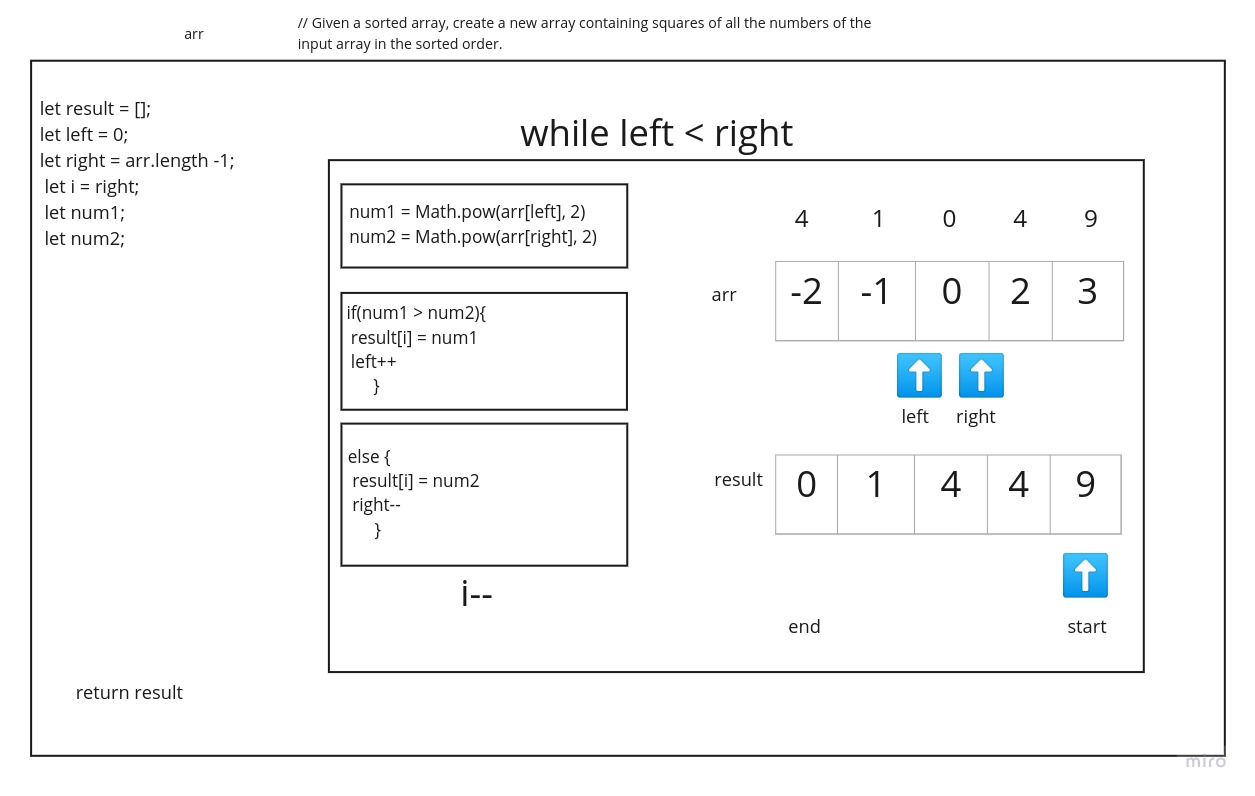 arr
// Given a sorted array, create a new array containing squares of all the numbers of the
input array in the sorted order.
let result = [];
let left = 0;
let right = arr.length -1;
let i = right;
let num1;
let num2;
while left < right
num1 = Math.pow(arr[left], 2)
num2 = Math.pow(arr[right], 2)
if(num1 > num2){
result[i] = num1
left++
}
else {
result[i] = num2
right--
}
i--
4 1 0 4 9
arr -2 -1 0 2 3
left right
result 0 1 4 4 9
end start
return result
miro